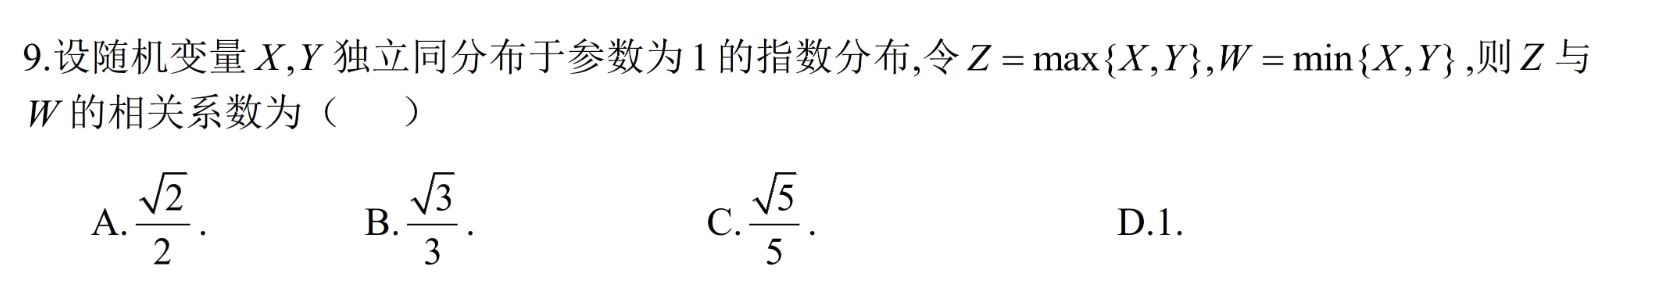 9.设随机变量 X,Y 独立同分布于参数为 1 的指数分布,令 Z = max{X,Y},W = min{X,Y},则 Z 与
W 的相关系数为（ ）
A. √2/2 . B. √3/3 . C. √5/5 . D.1.